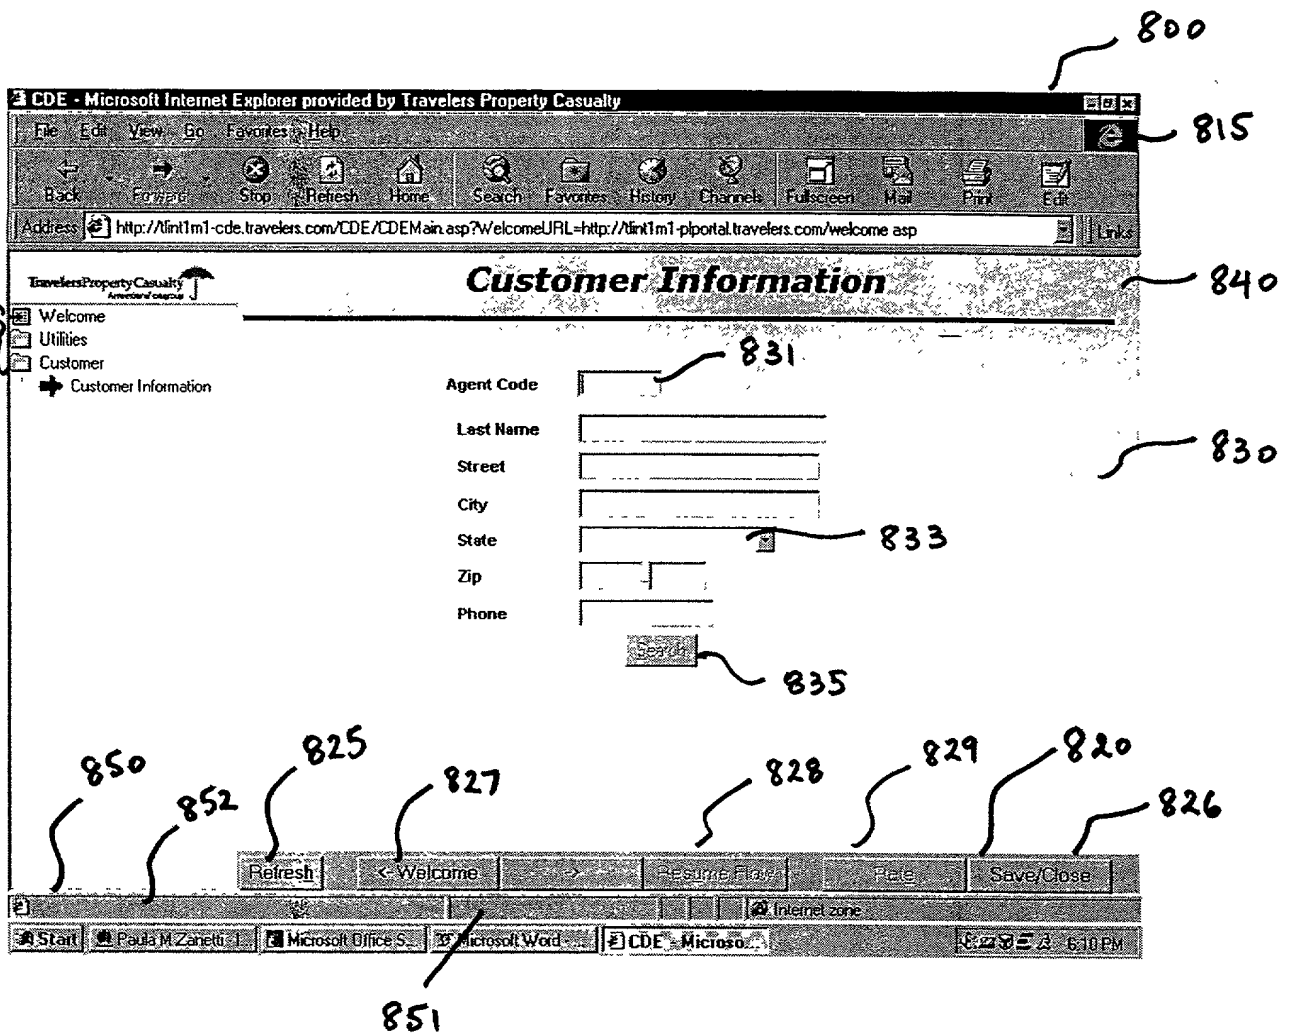 800
CDE - Microsoft Internet Explorer provided by Travelers Property Casualty
File Edit View Go Favorites Help
815
Back Forward Stop Refresh Home Search Favorites History Channels Fullscreen Mail Print Edit
Address http://tlint1m1-cde.travelers.com/CDE/CDEMain.asp?WelcomeURL=http://tlint1m1-plportal.travelers.com/welcome.asp Links
TravelersPropertyCasualty
Customer Information
840
Welcome
Utilities
Customer
Customer Information
831
Agent Code
Last Name
830
Street
City
State
833
Zip
Phone
Search
835
850
852
825
827
828
829
820
826
Refresh
<- Welcome
->
Resume Flow
Rate
Save/Close
Internet zone
Start Paula M Zanetti - I... Microsoft Office S... Microsoft Word - ... CDE - Microso... 6:10 PM
851